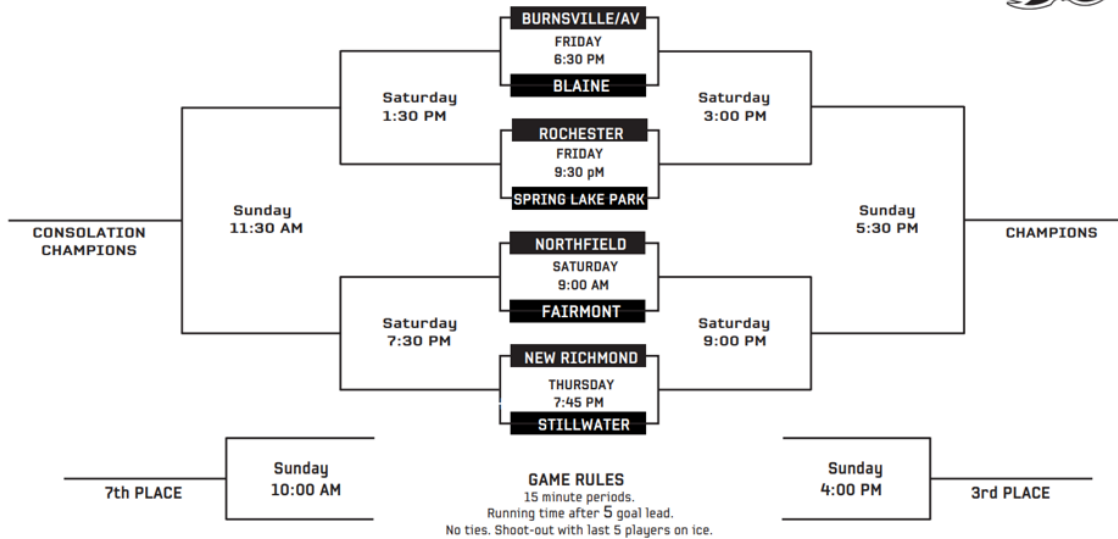 BURNSVILLE/AV
FRIDAY
6:30 PM
BLAINE
Saturday
1:30 PM
Saturday
3:00 PM
ROCHESTER
FRIDAY
9:30 pM
SPRING LAKE PARK
Sunday
11:30 AM
Sunday
5:30 PM
CONSOLATION
CHAMPIONS
CHAMPIONS
NORTHFIELD
SATURDAY
9:00 AM
FAIRMONT
Saturday
7:30 PM
Saturday
9:00 PM
NEW RICHMOND
THURSDAY
7:45 PM
STILLWATER
Sunday
10:00 AM
7th PLACE
GAME RULES
15 minute periods.
Running time after 5 goal lead.
No ties. Shoot-out with last 5 players on ice.
Sunday
4:00 PM
3rd PLACE